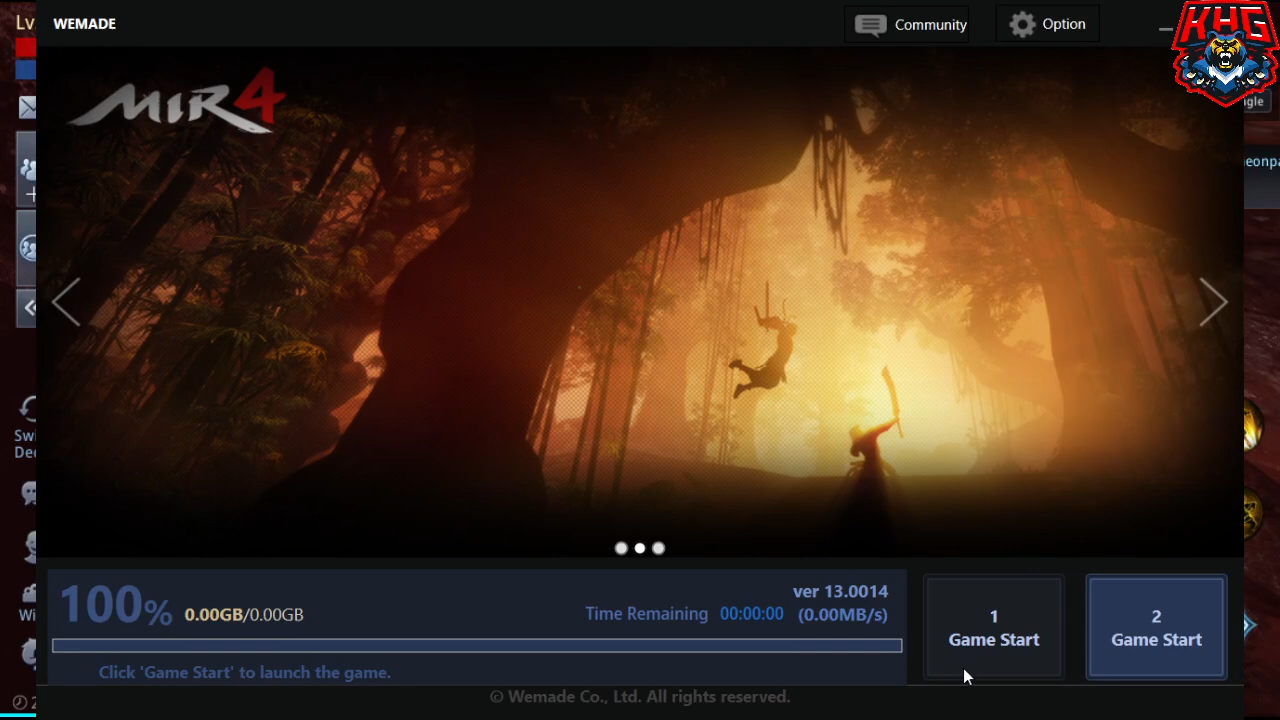 Lv
WEMADE
Community
Option
KHG
MIR4
100%
0.00GB/0.00GB
ver 13.0014
Time Remaining 00:00:00 (0.00MB/s)
Click 'Game Start' to launch the game.
1
Game Start
2
Game Start
© Wemade Co., Ltd. All rights reserved.